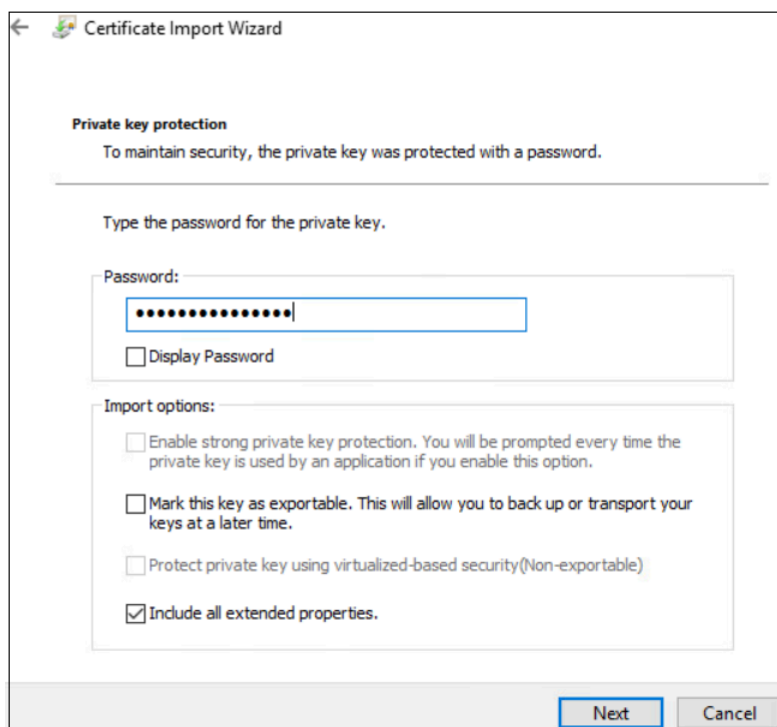 Certificate Import Wizard
Private key protection
To maintain security, the private key was protected with a password.
Type the password for the private key.
Password:
•••••••••••••••
Display Password
Import options:
Enable strong private key protection. You will be prompted every time the
private key is used by an application if you enable this option.
Mark this key as exportable. This will allow you to back up or transport your
keys at a later time.
Protect private key using virtualized-based security(Non-exportable)
Include all extended properties.
Next
Cancel